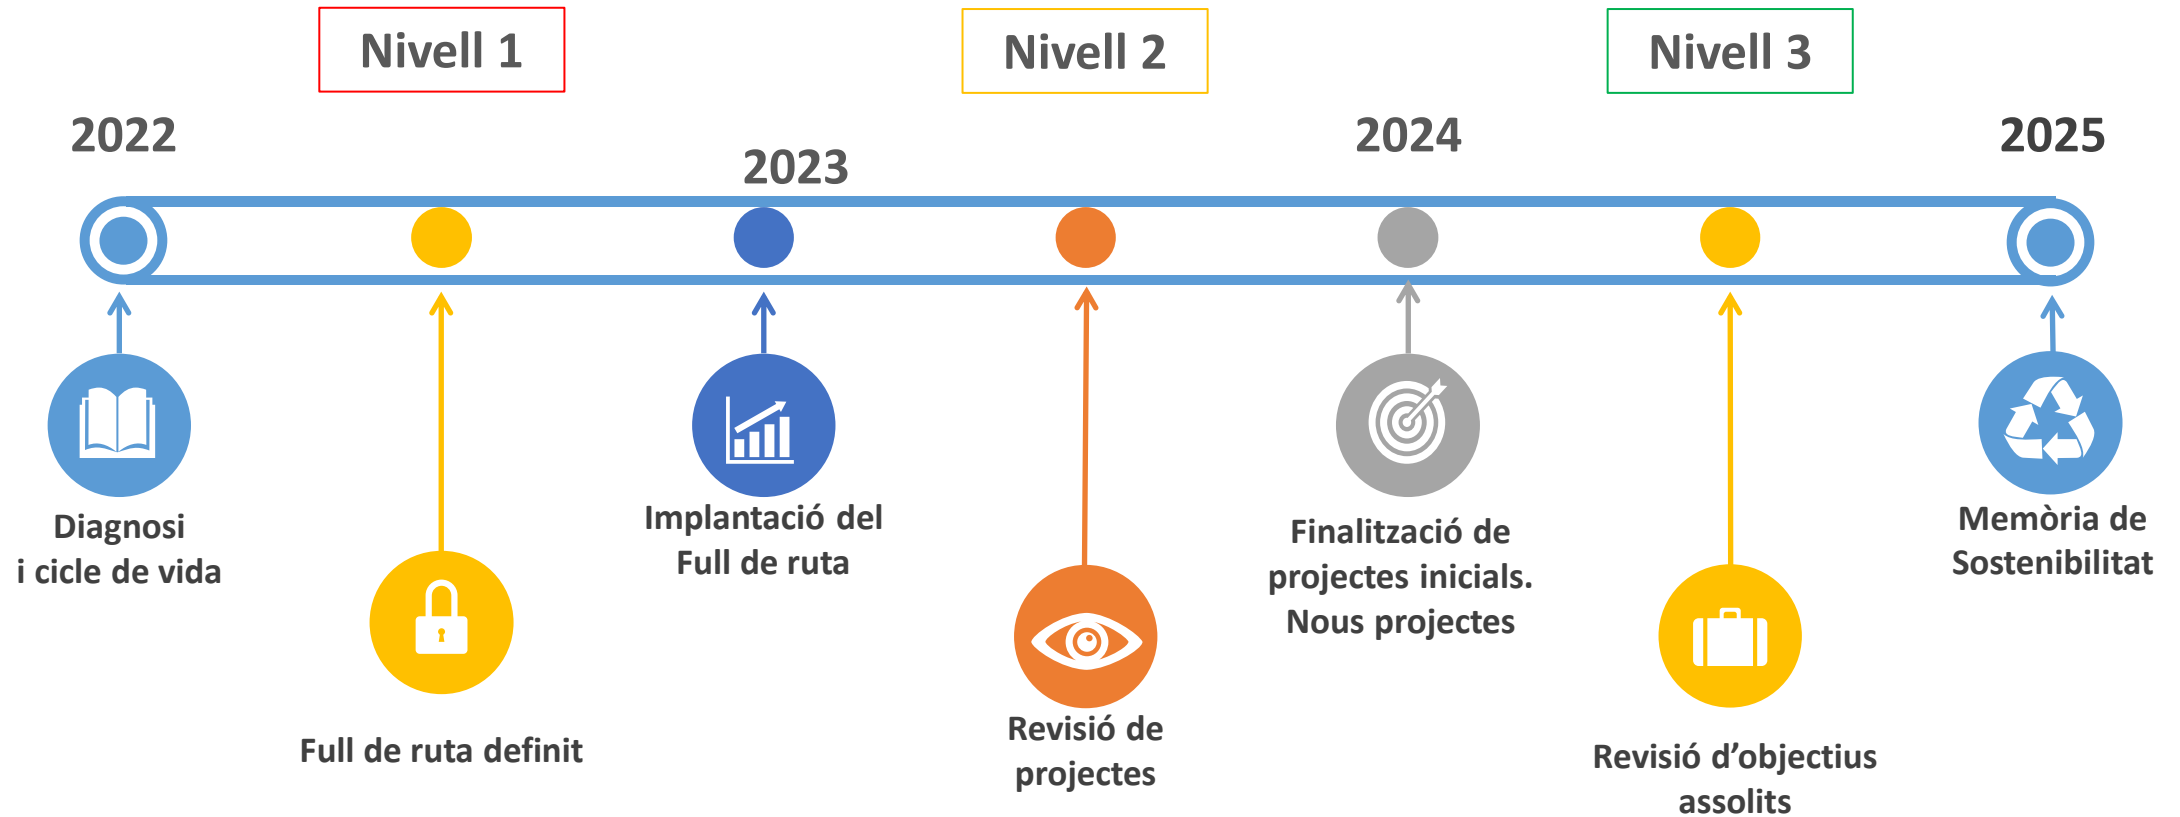 Nivell 1
Nivell 2
Nivell 3
2022
2023
2024
2025
Diagnosi
i cicle de vida
Full de ruta definit
Implantació del
Full de ruta
Revisió de
projectes
Finalització de
projectes inicials.
Nous projectes
Revisió d’objectius
assolits
Memòria de
Sostenibilitat